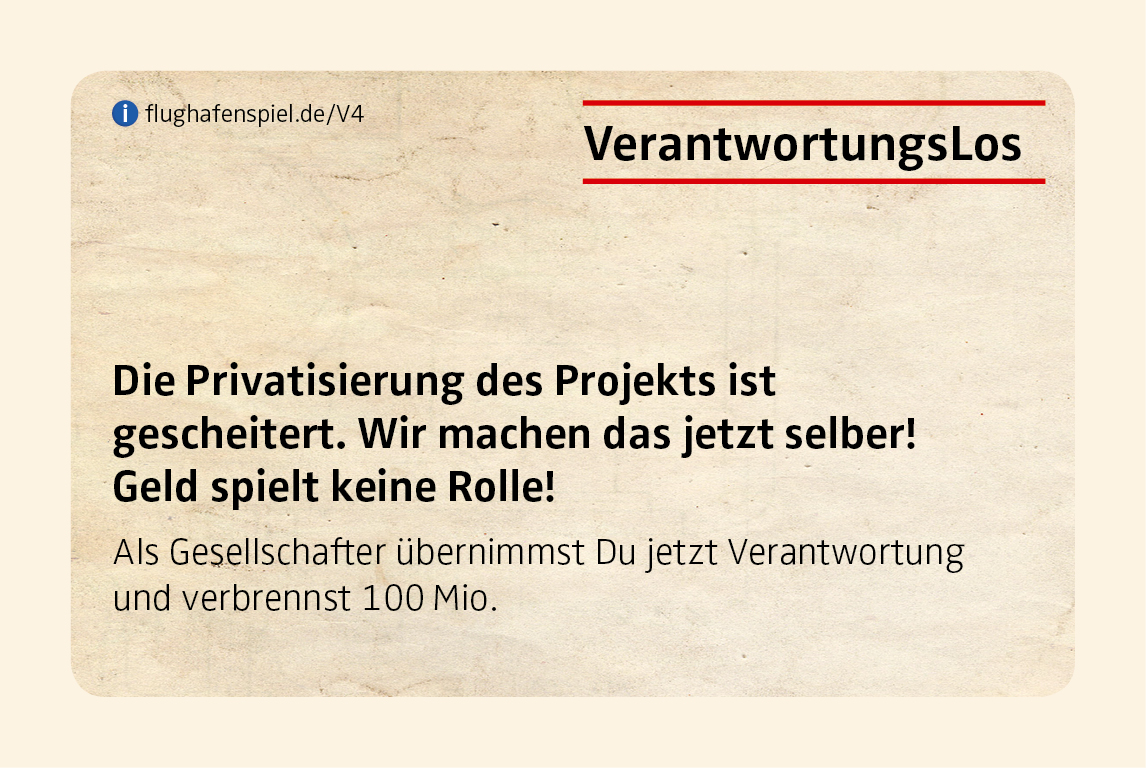 i flughafenspiel.de/V4
VerantwortungsLos
Die Privatisierung des Projekts ist
gescheitert. Wir machen das jetzt selber!
Geld spielt keine Rolle!
Als Gesellschafter übernimmst Du jetzt Verantwortung
und verbrennst 100 Mio.